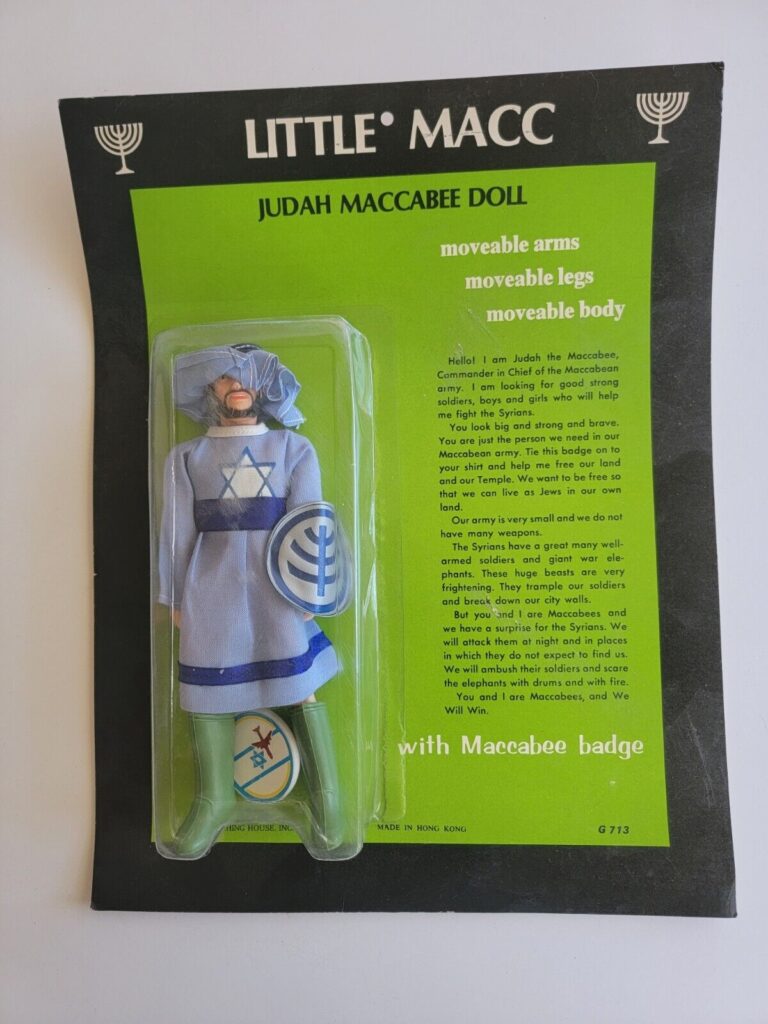 LITTLE MACC
JUDAH MACCABEE DOLL
moveable arms
moveable legs
moveable body
Hello! I am Judah the Maccabee,
Commander in Chief of the Maccabean
army. I am looking for good strong
soldiers, boys and girls who will help
me fight the Syrians.
You look big and strong and brave.
You are just the person we need in our
Maccabean army. Tie this badge on to
your shirt and help me free our land
and our Temple. We want to be free so
that we can live as Jews in our own
land.
Our army is very small and we do not
have many weapons.
The Syrians have a great many well-
armed soldiers and giant war ele-
phants. These huge beasts are very
frightening. They trample our soldiers
and break down our city walls.
But you and I are Maccabees and
we have a surprise for the Syrians. We
will attack them at night and in places
in which they do not expect to find us.
We will ambush their soldiers and scare
the elephants with drums and with fire.
You and I are Maccabees, and We
Will Win.
with Maccabee badge
HOUSE, INC. MADE IN HONG KONG G 713